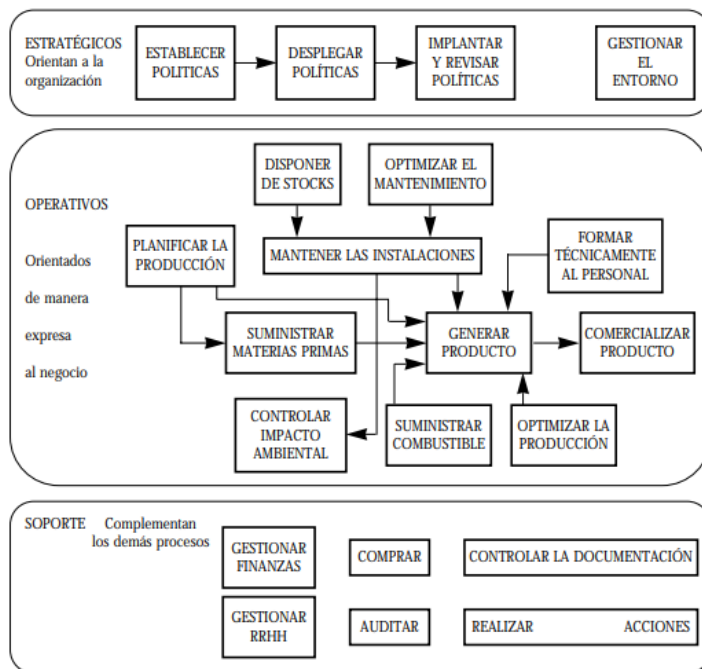 ESTRATÉGICOS
Orientan a la
organización
ESTABLECER
POLITICAS
DESPLEGAR
POLÍTICAS
IMPLANTAR
Y REVISAR
POLÍTICAS
GESTIONAR
EL
ENTORNO
DISPONER
DE STOCKS
OPTIMIZAR EL
MANTENIMIENTO
OPERATIVOS
Orientados
de manera
expresa
al negocio
PLANIFICAR LA
PRODUCCIÓN
MANTENER LAS INSTALACIONES
FORMAR
TÉCNICAMENTE
AL PERSONAL
SUMINISTRAR
MATERIAS PRIMAS
GENERAR
PRODUCTO
COMERCIALIZAR
PRODUCTO
CONTROLAR
IMPACTO
AMBIENTAL
SUMINISTRAR
COMBUSTIBLE
OPTIMIZAR LA
PRODUCCIÓN
SOPORTE Complementan
los demás procesos
GESTIONAR
FINANZAS
COMPRAR
CONTROLAR LA DOCUMENTACIÓN
GESTIONAR
RRHH
AUDITAR
REALIZAR ACCIONES